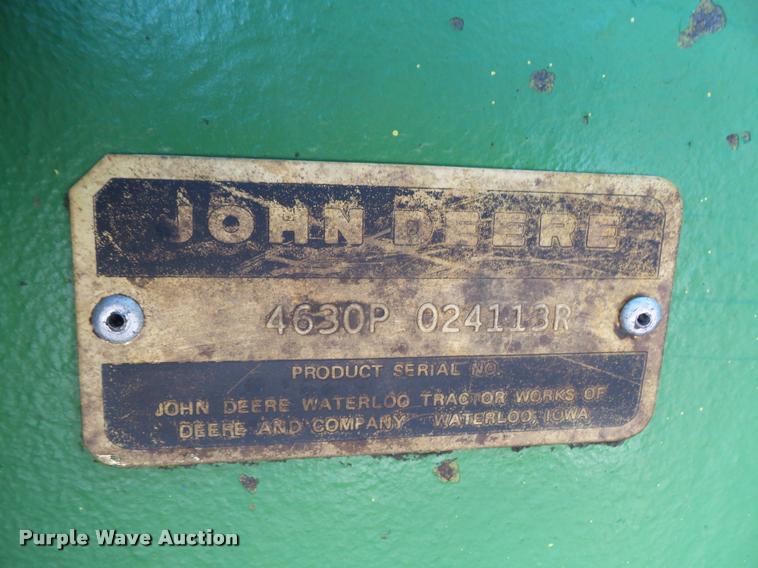 JOHN DEERE
4630P 024113R
PRODUCT SERIAL NO.
JOHN DEERE WATERLOO TRACTOR WORKS OF
DEERE AND COMPANY WATERLOO, IOWA
Purple Wave Auction